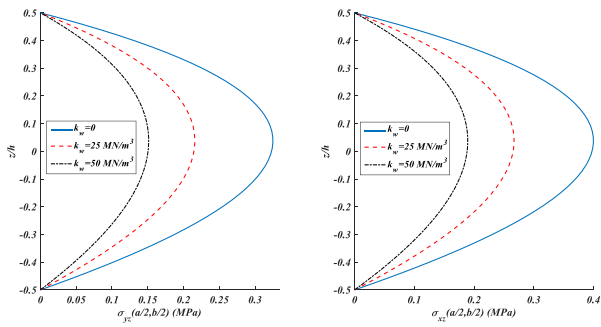 0.5
0.4
0.3
0.2
0.1
0
-0.1
-0.2
-0.3
-0.4
-0.5
z/h
k_w=0
k_w=25 MN/m^3
k_w=50 MN/m^3
0 0.05 0.1 0.15 0.2 0.25 0.3
σ_yz(a/2,b/2) (MPa)
0.5
0.4
0.3
0.2
0.1
0
-0.1
-0.2
-0.3
-0.4
-0.5
z/h
k_w=0
k_w=25 MN/m^3
k_w=50 MN/m^3
0 0.1 0.2 0.3 0.4
σ_xz(a/2,b/2) (MPa)